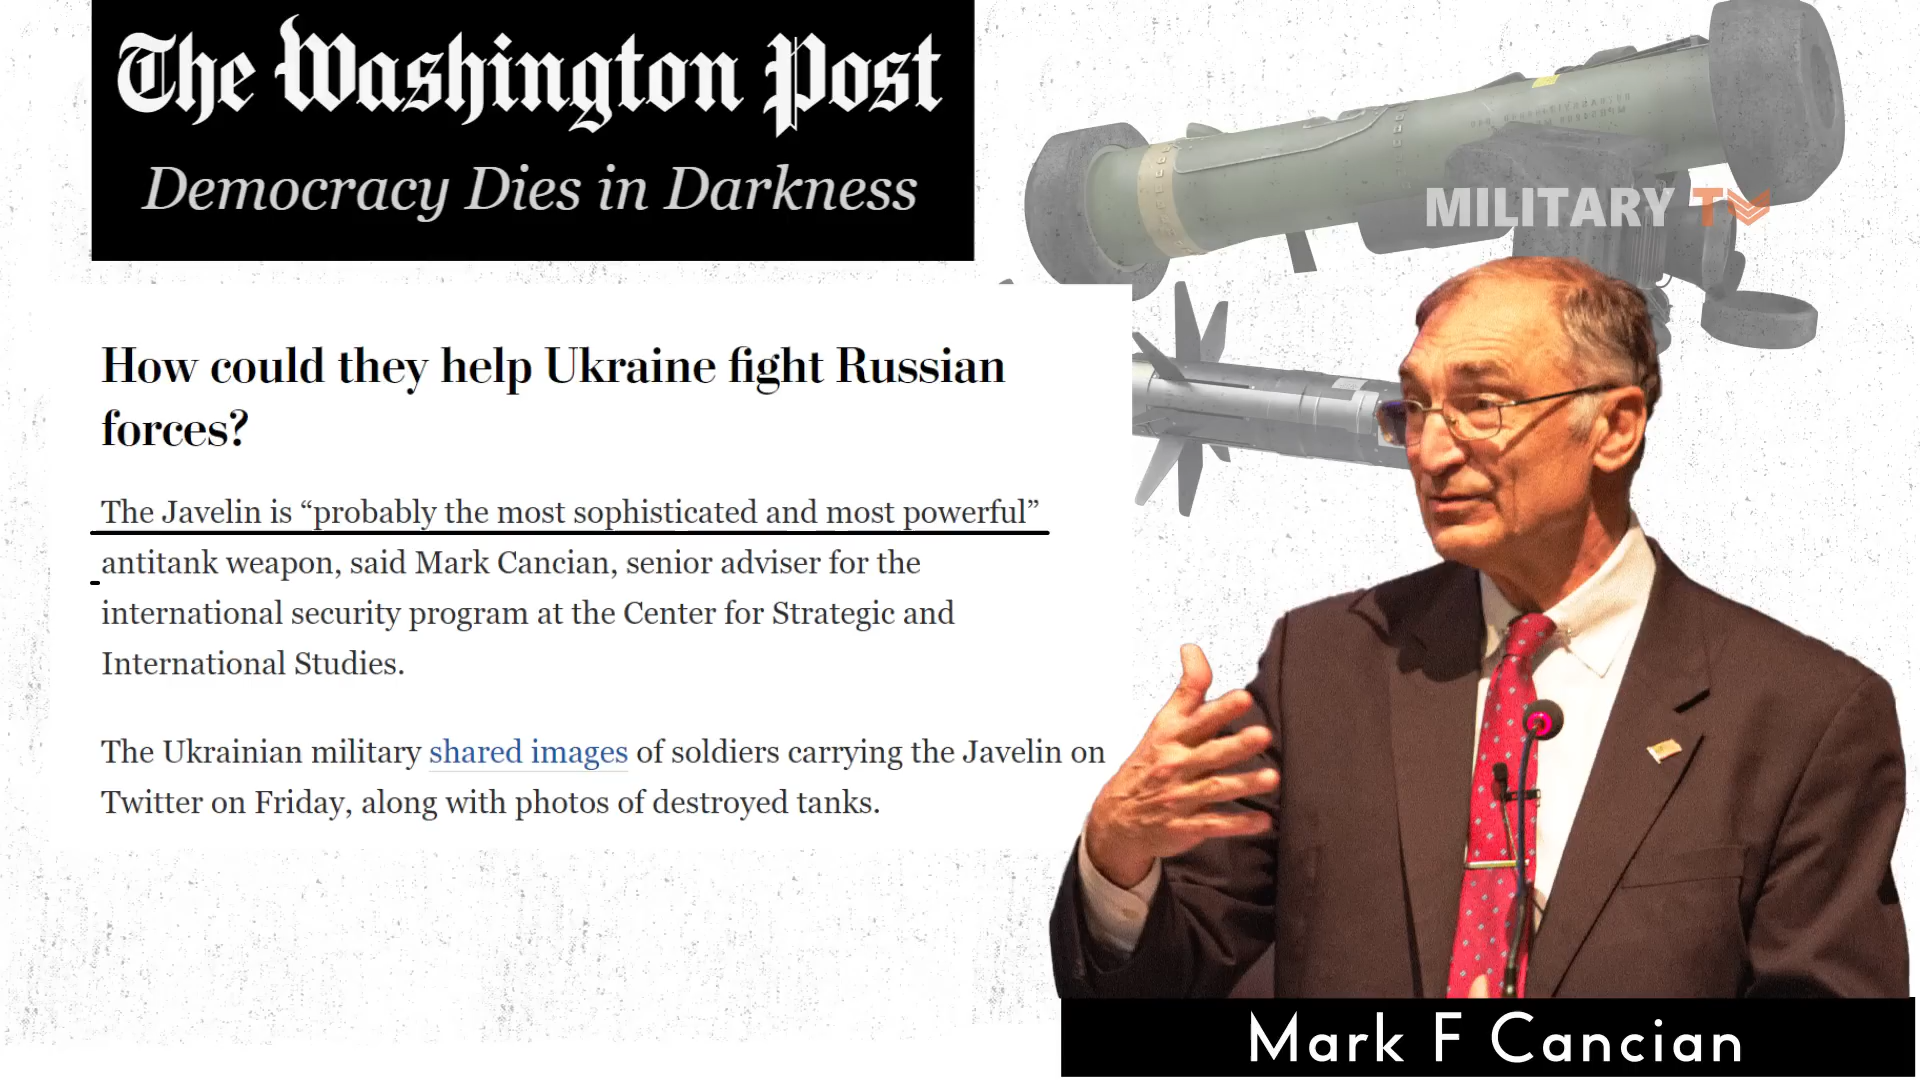 The Washington Post
Democracy Dies in Darkness
MILITARY TV
How could they help Ukraine fight Russian
forces?
The Javelin is “probably the most sophisticated and most powerful”
antitank weapon, said Mark Cancian, senior adviser for the
international security program at the Center for Strategic and
International Studies.
The Ukrainian military shared images of soldiers carrying the Javelin on
Twitter on Friday, along with photos of destroyed tanks.
Mark F Cancian